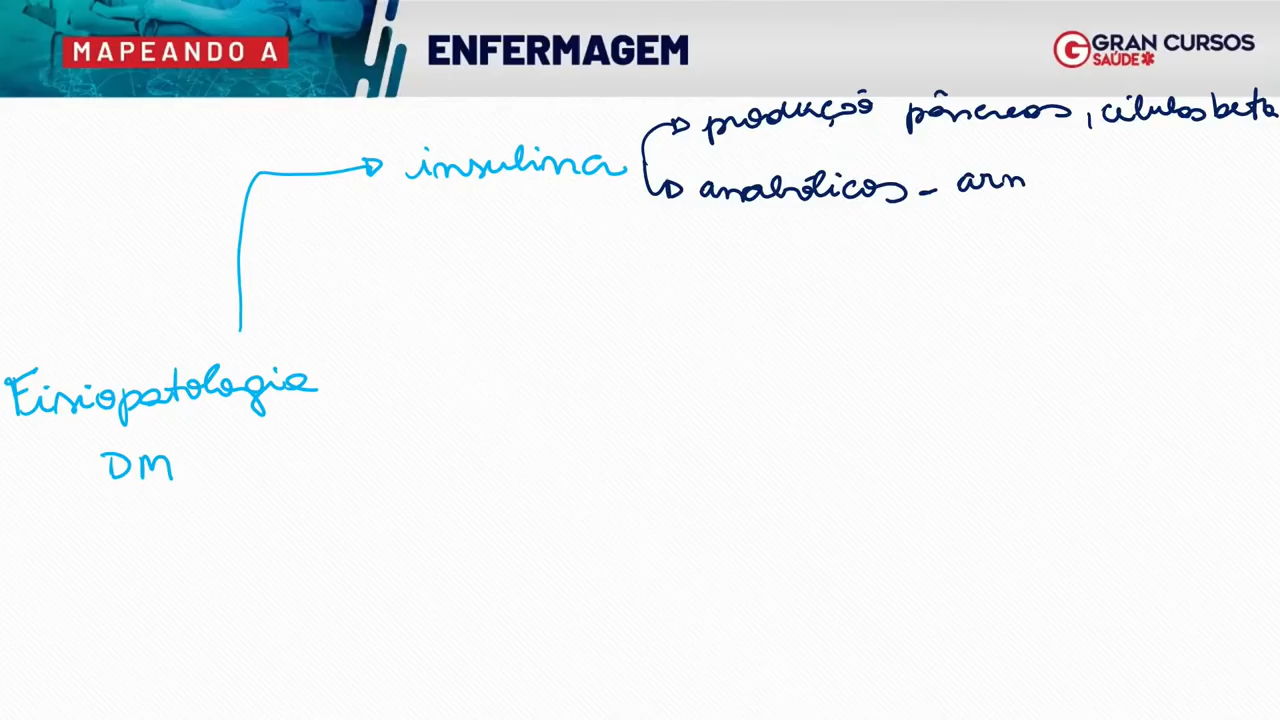 MAPEANDO A
ENFERMAGEM
GRAN CURSOS
SAÚDE
produção pâncreas, células beta
insulina
anabólicos - arm
Fisiopatologia
DM